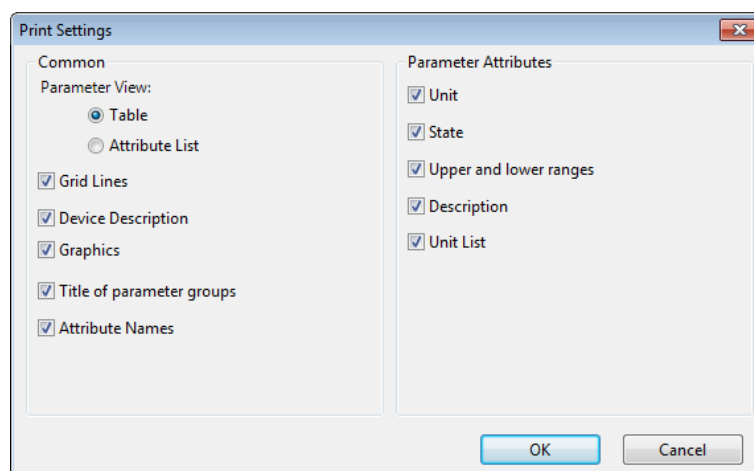 Print Settings
Common
Parameter View:
Table
Attribute List
Grid Lines
Device Description
Graphics
Title of parameter groups
Attribute Names
Parameter Attributes
Unit
State
Upper and lower ranges
Description
Unit List
OK
Cancel